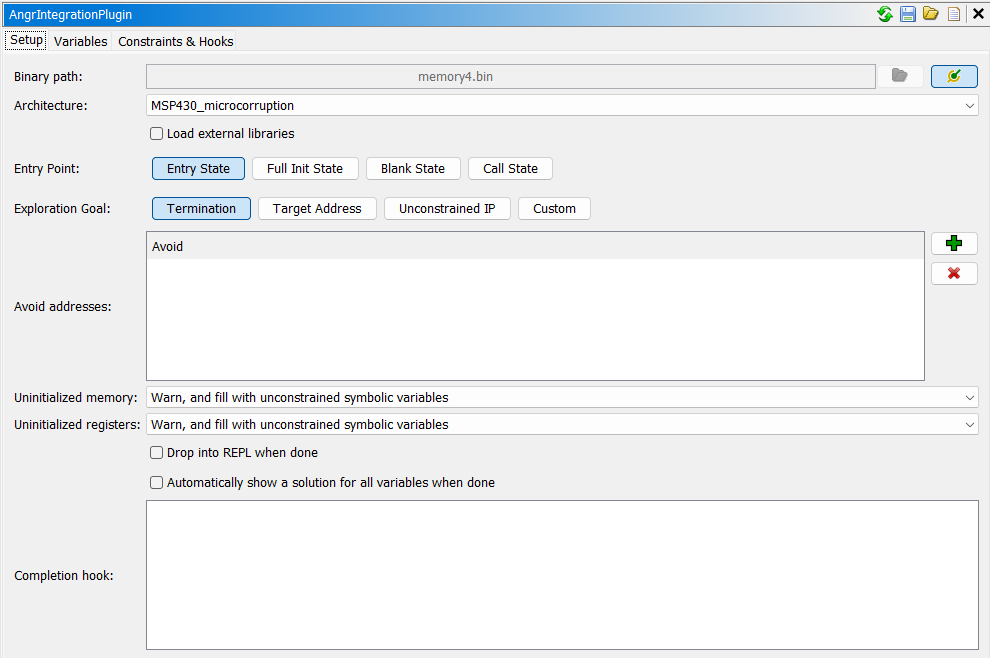 AngrIntegrationPlugin
Setup Variables Constraints & Hooks
Binary path: memory4.bin
Architecture: MSP430_microcorruption
Load external libraries
Entry Point: Entry State Full Init State Blank State Call State
Exploration Goal: Termination Target Address Unconstrained IP Custom
Avoid
Avoid addresses:
Uninitialized memory: Warn, and fill with unconstrained symbolic variables
Uninitialized registers: Warn, and fill with unconstrained symbolic variables
Drop into REPL when done
Automatically show a solution for all variables when done
Completion hook: